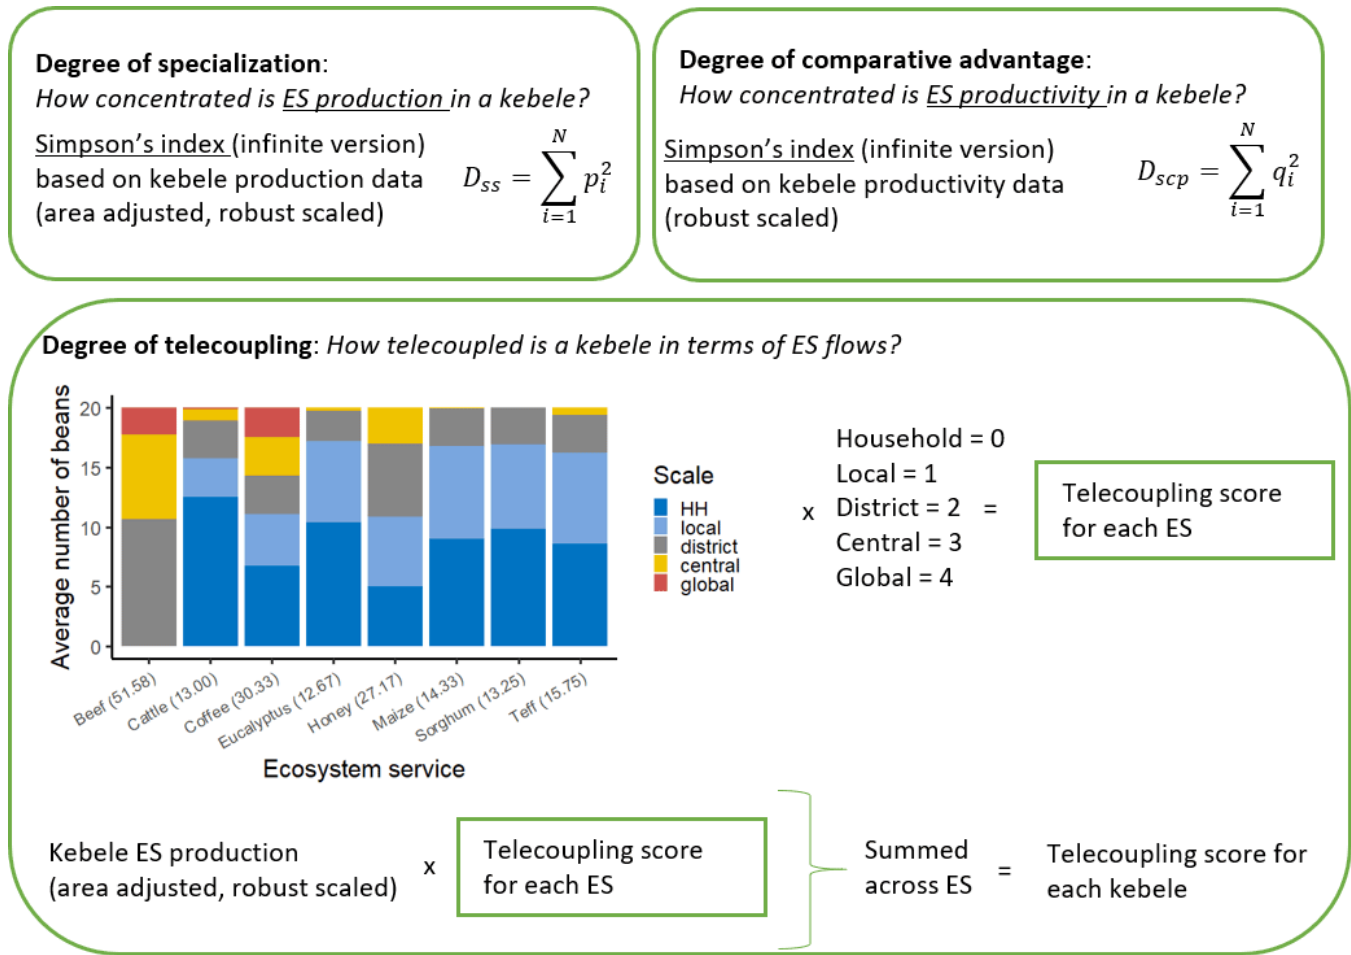 Degree of specialization:
How concentrated is ES production in a kebele?
Simpson's index (infinite version)
based on kebele production data
(area adjusted, robust scaled)
D_ss = ∑_{i=1}^{N} p_i^2
Degree of comparative advantage:
How concentrated is ES productivity in a kebele?
Simpson's index (infinite version)
based on kebele productivity data
(robust scaled)
D_scp = ∑_{i=1}^{N} q_i^2
Degree of telecoupling: How telecoupled is a kebele in terms of ES flows?
Average number of beans
20
15
10
5
0
Beef (51.58)
Cattle (13.00)
Coffee (30.33)
Eucalyptus (12.67)
Honey (27.17)
Maize (14.33)
Sorghum (13.25)
Teff (15.75)
Ecosystem service
Scale
HH
local
district
central
global
x
Household = 0
Local = 1
District = 2
Central = 3
Global = 4
=
Telecoupling score
for each ES
Kebele ES production
(area adjusted, robust scaled)
x
Telecoupling score
for each ES
Summed
across ES
=
Telecoupling score for
each kebele